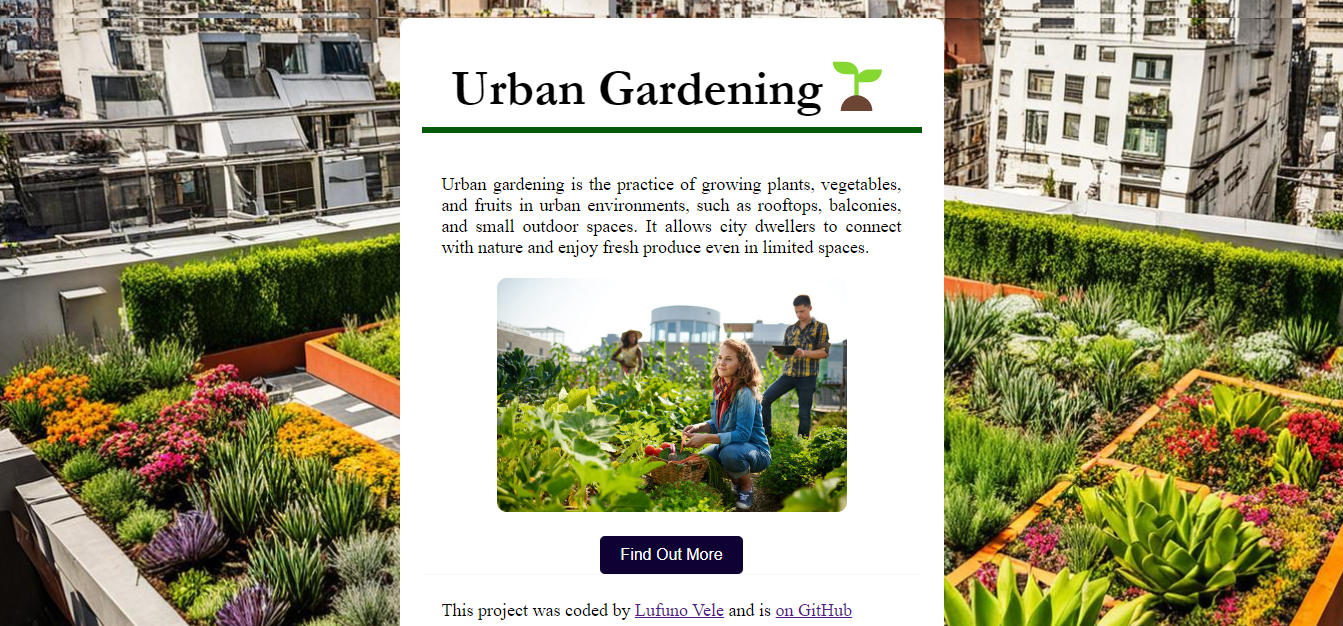 Urban Gardening
Urban gardening is the practice of growing plants, vegetables,
and fruits in urban environments, such as rooftops, balconies,
and small outdoor spaces. It allows city dwellers to connect
with nature and enjoy fresh produce even in limited spaces.
Find Out More
This project was coded by Lufuno Vele and is on GitHub